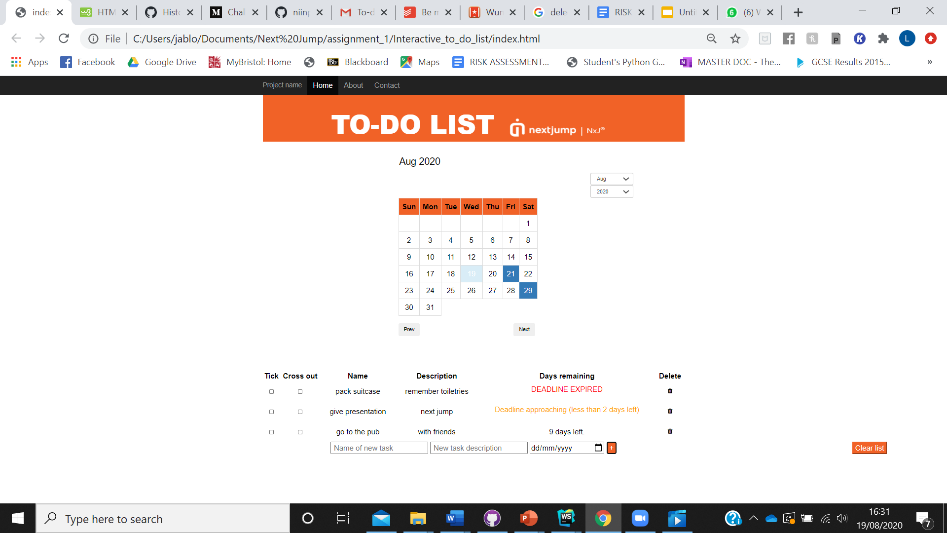 inde
HTM
Hist
Chal
niinp
To-d
Be n
Wur
dele
RISK
Unti
(6) V
File
C:/Users/jablo/Documents/Next%20Jump/assignment_1/Interactive_to_do_list/index.html
Apps
Facebook
Google Drive
MyBristol: Home
Blackboard
Maps
RISK ASSESSMENT...
Student's Python G...
MASTER DOC - The...
GCSE Results 2015...
»
Project name Home About Contact
TO-DO LIST nextjump | NxJ™
Aug 2020
Aug
2020
Sun Mon Tue Wed Thu Fri Sat
1
2 3 4 5 6 7 8
9 10 11 12 13 14 15
16 17 18 19 20 21 22
23 24 25 26 27 28 29
30 31
Prev Next
Tick Cross out Name Description Days remaining Delete
pack suitcase remember toiletries DEADLINE EXPIRED
give presentation next jump Deadline approaching (less than 2 days left)
go to the pub with friends 9 days left
Name of new task New task description dd/mm/yyyy + Clear list
Type here to search
16:31
19/08/2020
7